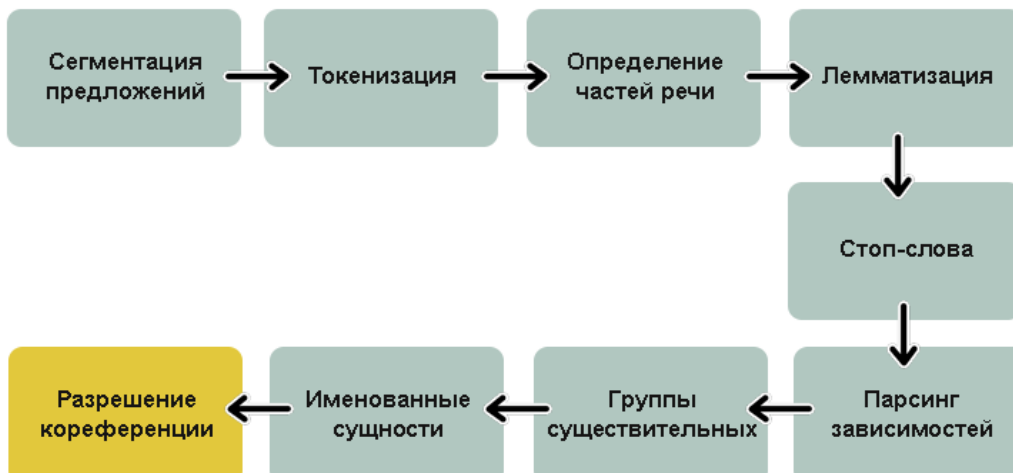 Сегментация
предложений
Токенизация
Определение
частей речи
Лемматизация
Стоп-слова
Парсинг
зависимостей
Группы
существительных
Именованные
сущности
Разрешение
кореференции